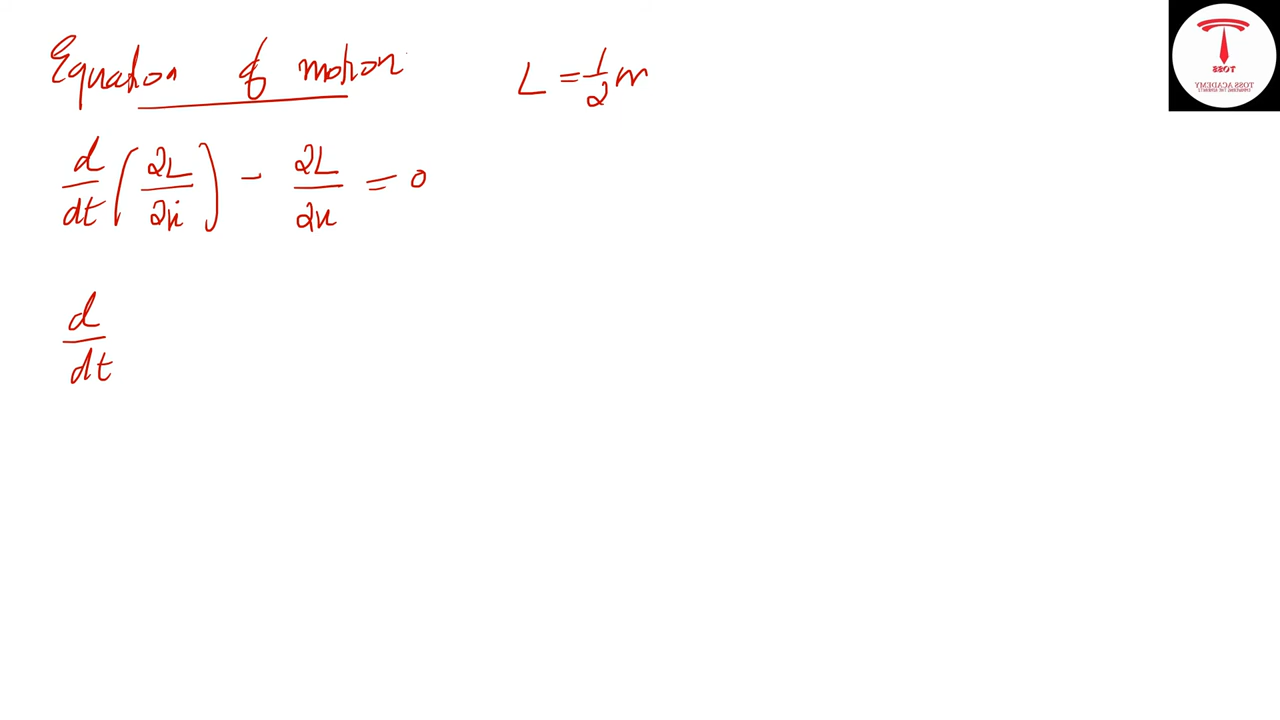 Equation of motion
L = 1/2 m
d/dt (∂L/∂ẋ) - ∂L/∂x = 0
d/dt
TOSS
TOSS ACADEMY